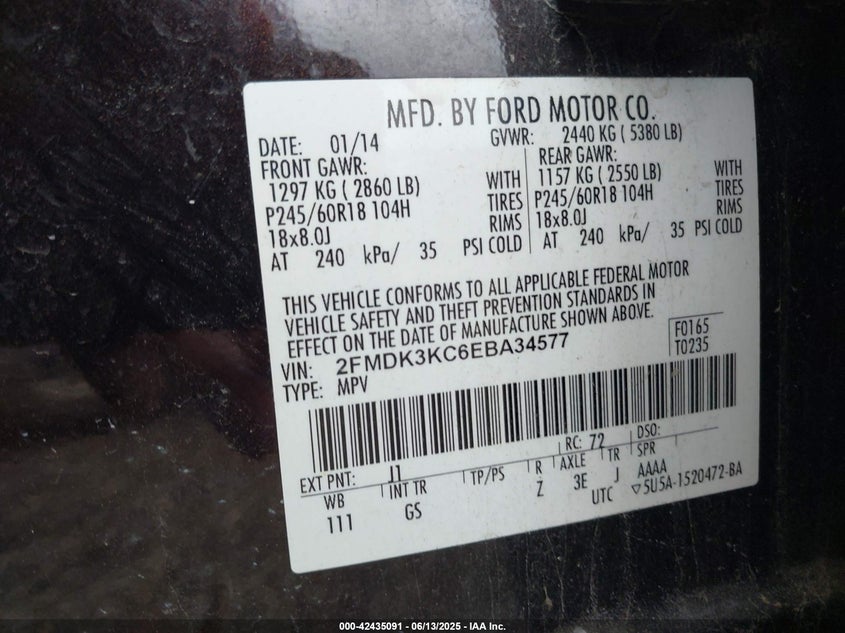 MFD. BY FORD MOTOR CO.
DATE: 01/14 GVWR: 2440 KG ( 5380 LB)
FRONT GAWR: REAR GAWR:
1297 KG ( 2860 LB) WITH 1157 KG ( 2550 LB) WITH
P245/60R18 104H TIRES P245/60R18 104H TIRES
18x8.0J RIMS 18x8.0J RIMS
AT 240 kPa/ 35 PSI COLD AT 240 kPa/ 35 PSI COLD
THIS VEHICLE CONFORMS TO ALL APPLICABLE FEDERAL MOTOR
VEHICLE SAFETY AND THEFT PREVENTION STANDARDS IN
EFFECT ON THE DATE OF MANUFACTURE SHOWN ABOVE.
VIN: 2FMDK3KC6EBA34577 F0165
TYPE: MPV T0235
EXT PNT: J1 RC: 72 DSO:
WB INT TR TP/PS R AXLE TR SPR
111 GS Z 3E J AAAA
UTC ▽5U5A-1520472-BA
000-42435091 - 06/13/2025 - IAA Inc.